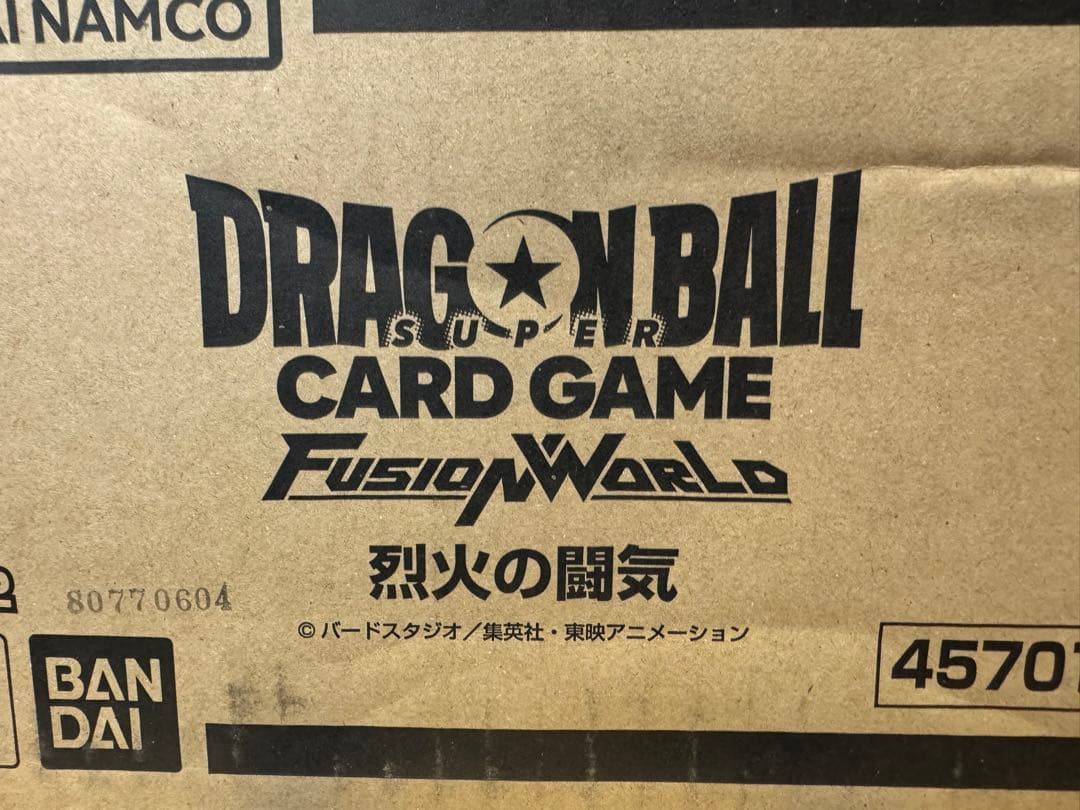 NAMCO
DRAGON BALL
SUPER
CARD GAME
FUSION WORLD
烈火の闘気
80770604
©バードスタジオ/集英社・東映アニメーション
BAN
DAI
45701